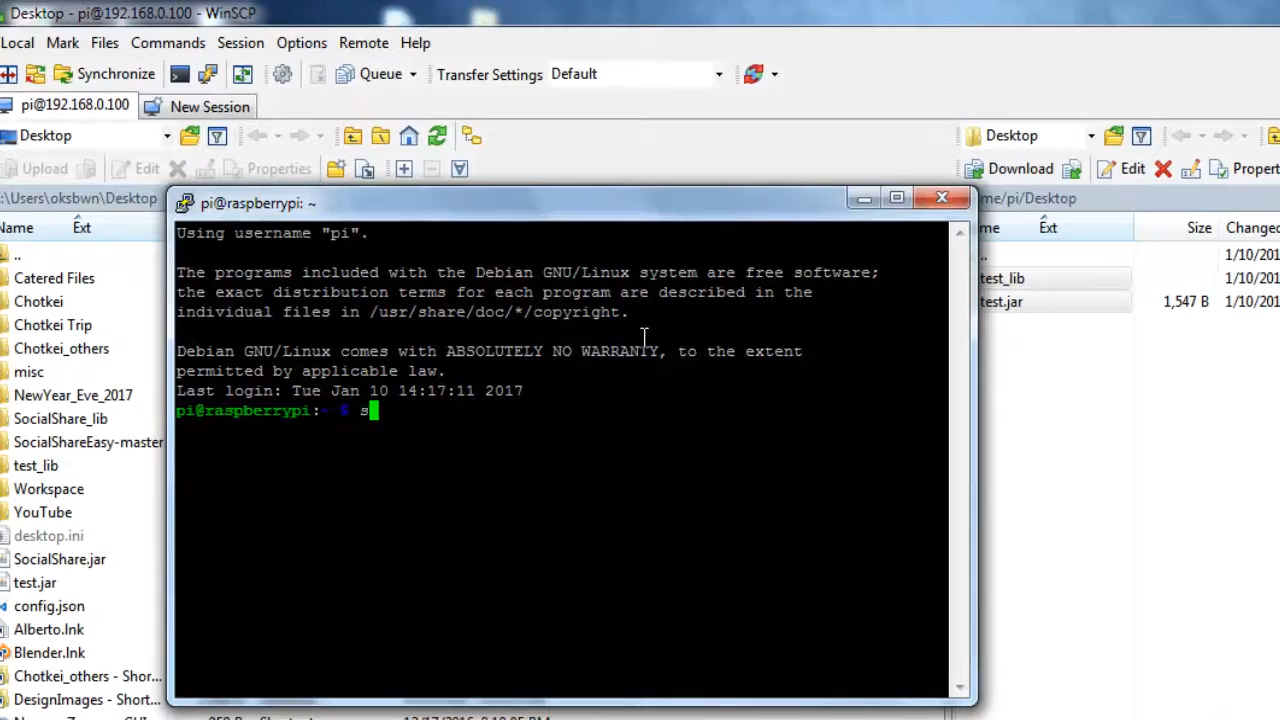 Desktop - pi@192.168.0.100 - WinSCP
Local Mark Files Commands Session Options Remote Help
Synchronize Queue Transfer Settings Default
pi@192.168.0.100 New Session
Desktop Desktop
Upload Edit Properties Download Edit Proper
:\Users\oksbwn\Desktop me/pi/Desktop
Name Ext me Ext Size Changed
.. .. 1/10/201
Catered Files test_lib 1/10/201
Chotkei test.jar 1,547 B 1/10/201
Chotkei Trip
Chotkei_others
misc
NewYear_Eve_2017
SocialShare_lib
SocialShareEasy-master
test_lib
Workspace
YouTube
desktop.ini
SocialShare.jar
test.jar
config.json
Alberto.lnk
Blender.lnk
Chotkei_others - Shor...
DesignImages - Short...
pi@raspberrypi: ~
Using username "pi".
The programs included with the Debian GNU/Linux system are free software;
the exact distribution terms for each program are described in the
individual files in /usr/share/doc/*/copyright.
Debian GNU/Linux comes with ABSOLUTELY NO WARRANTY, to the extent
permitted by applicable law.
Last login: Tue Jan 10 14:17:11 2017
pi@raspberrypi:~ $ s